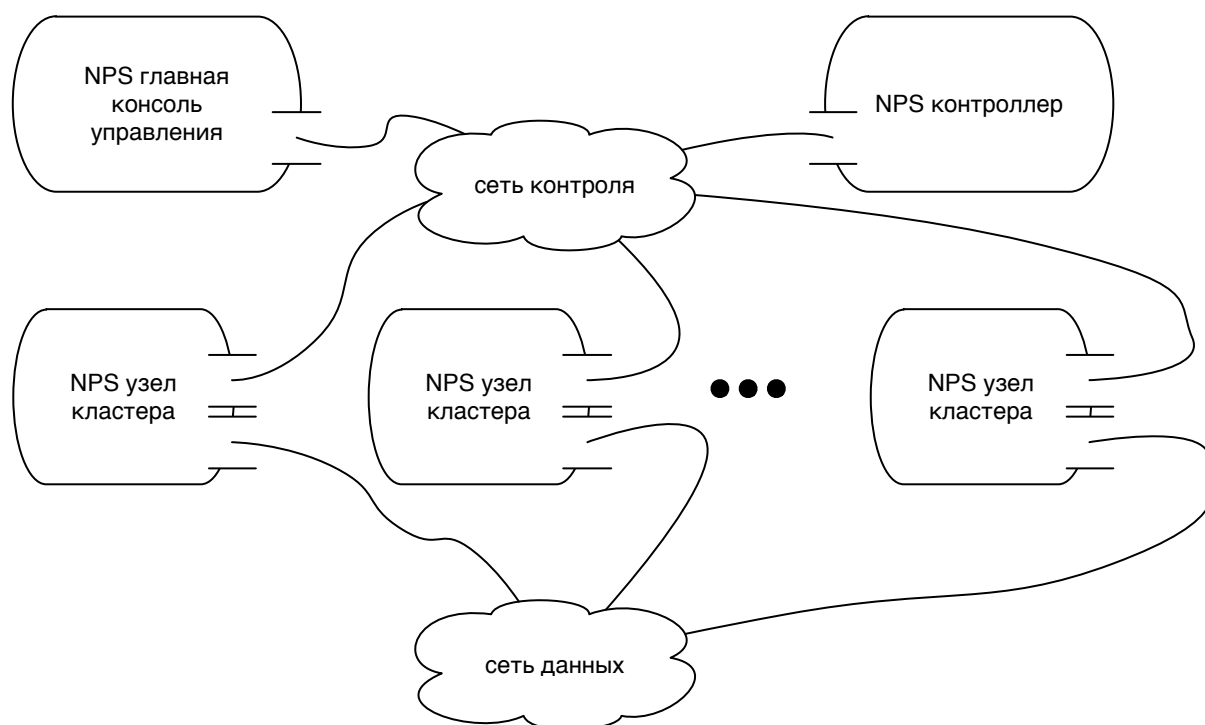 NPS главная
консоль
управления
NPS контроллер
сеть контроля
NPS узел
кластера
NPS узел
кластера
NPS узел
кластера
сеть данных